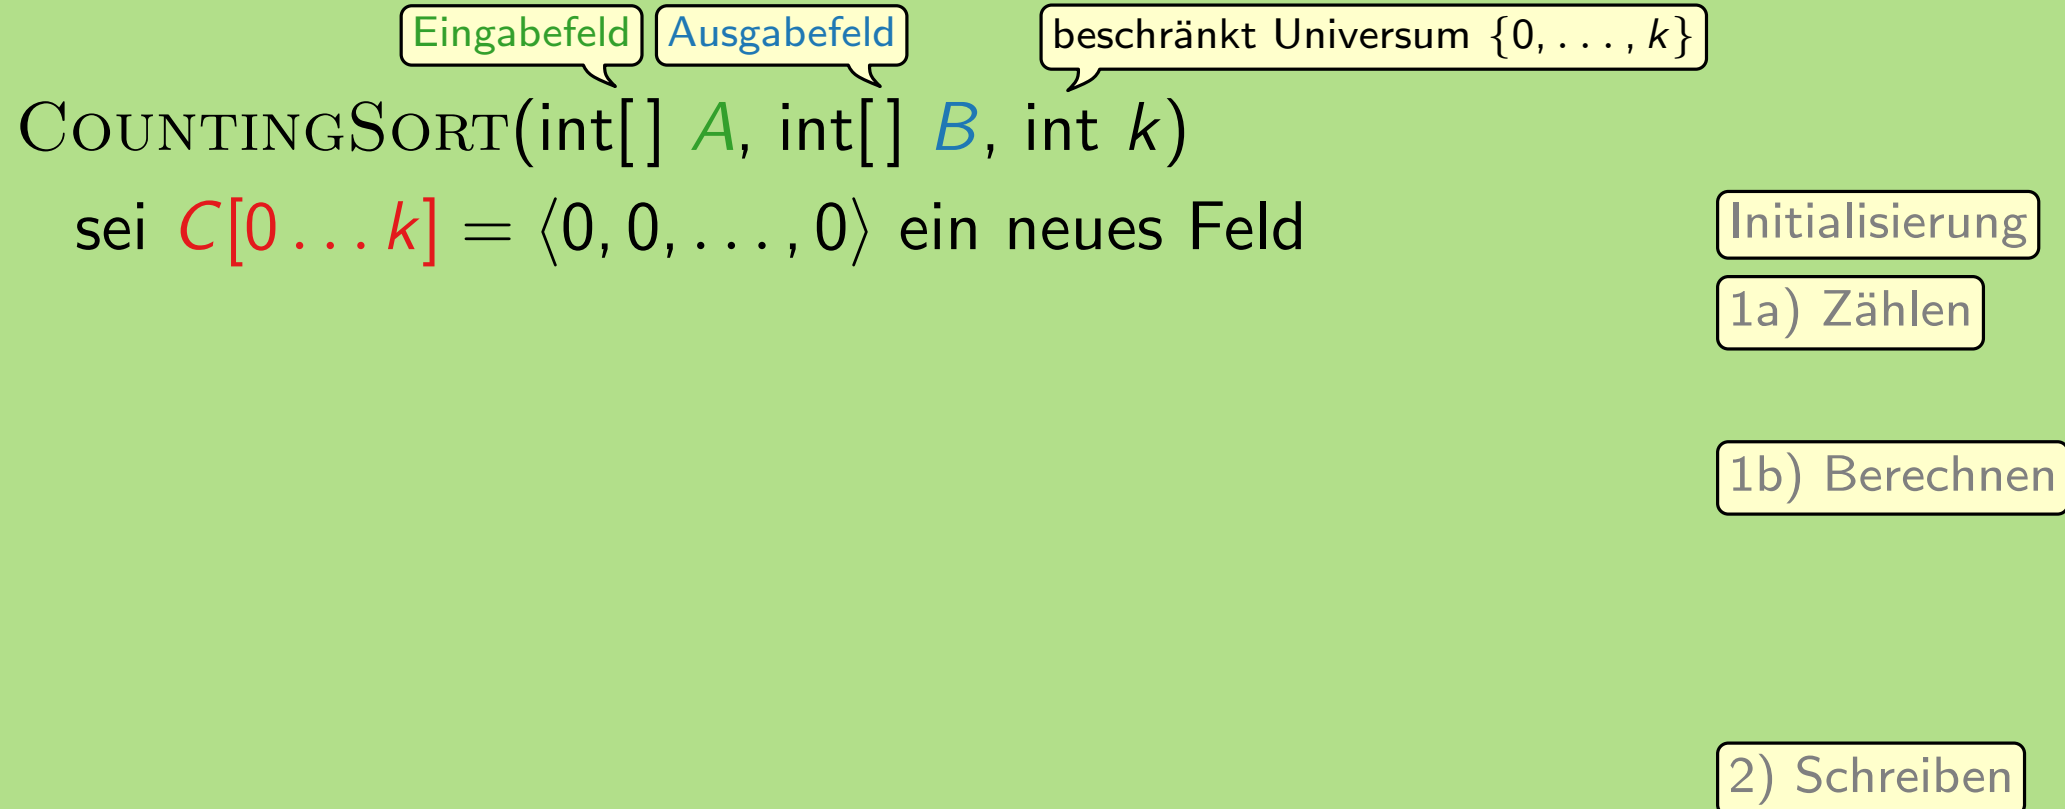 Eingabefeld Ausgabefeld beschränkt Universum {0, . . . , k}
COUNTINGSORT(int[ ] A, int[ ] B, int k)
sei C[0 . . . k] = ⟨0, 0, . . . , 0⟩ ein neues Feld
Initialisierung
1a) Zählen
1b) Berechnen
2) Schreiben